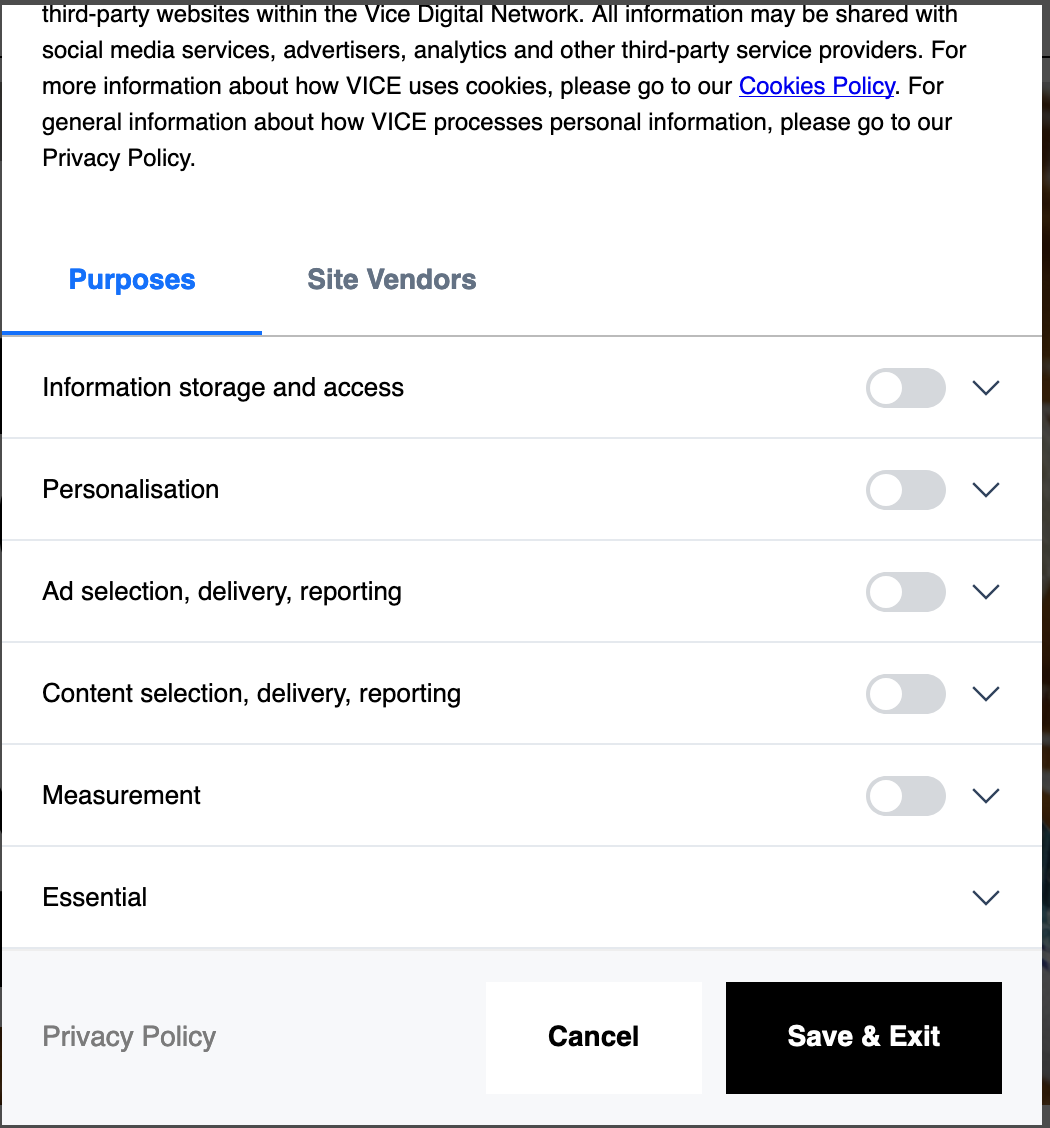 third-party websites within the Vice Digital Network. All information may be shared with
social media services, advertisers, analytics and other third-party service providers. For
more information about how VICE uses cookies, please go to our Cookies Policy. For
general information about how VICE processes personal information, please go to our
Privacy Policy.
Purposes
Site Vendors
Information storage and access
Personalisation
Ad selection, delivery, reporting
Content selection, delivery, reporting
Measurement
Essential
Privacy Policy
Cancel
Save & Exit